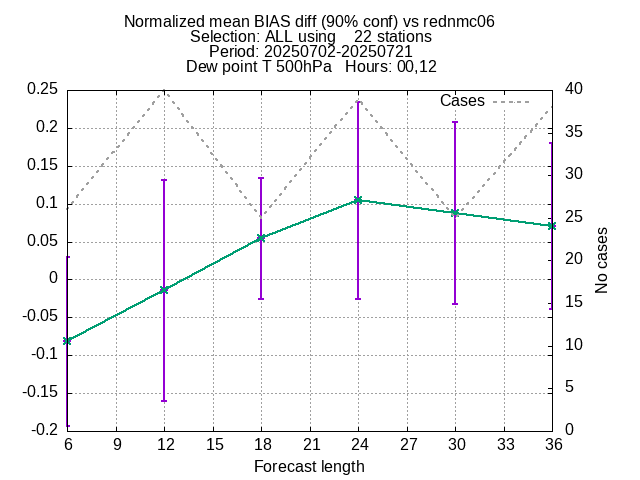 Normalized mean BIAS diff (90% conf) vs rednmc06
Selection: ALL using    22 stations
Period: 20250702-20250721
Dew point T 500hPa   Hours: 00,12
Cases
0.25
0.2
0.15
0.1
0.05
0
-0.05
-0.1
-0.15
-0.2
40
35
30
25
20
15
10
5
0
No cases
6 9 12 15 18 21 24 27 30 33 36
Forecast length